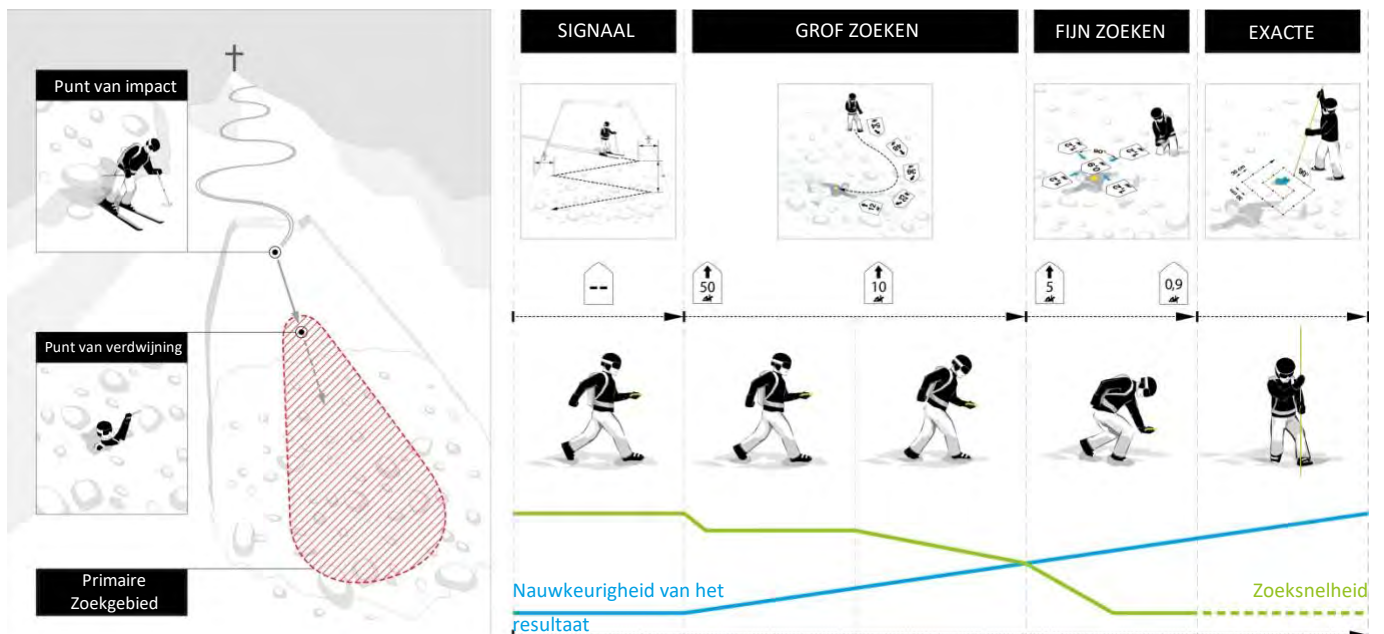 Punt van impact
Punt van verdwijning
Primaire
Zoekgebied
SIGNAAL
GROF ZOEKEN
FIJN ZOEKEN
EXACTE
--
50
10
5
0,9
Nauwkeurigheid van het
resultaat
Zoeksnelheid